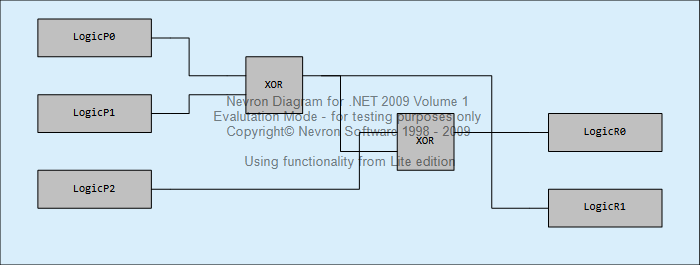 LogicP0
XOR
LogicP1
Nevron Diagram for .NET 2009 Volume 1
Evalutation Mode - for testing purposes only
Copyright© Nevron Software 1998 - 2009
LogicR0
XOR
Using functionality from Lite edition
LogicP2
LogicR1